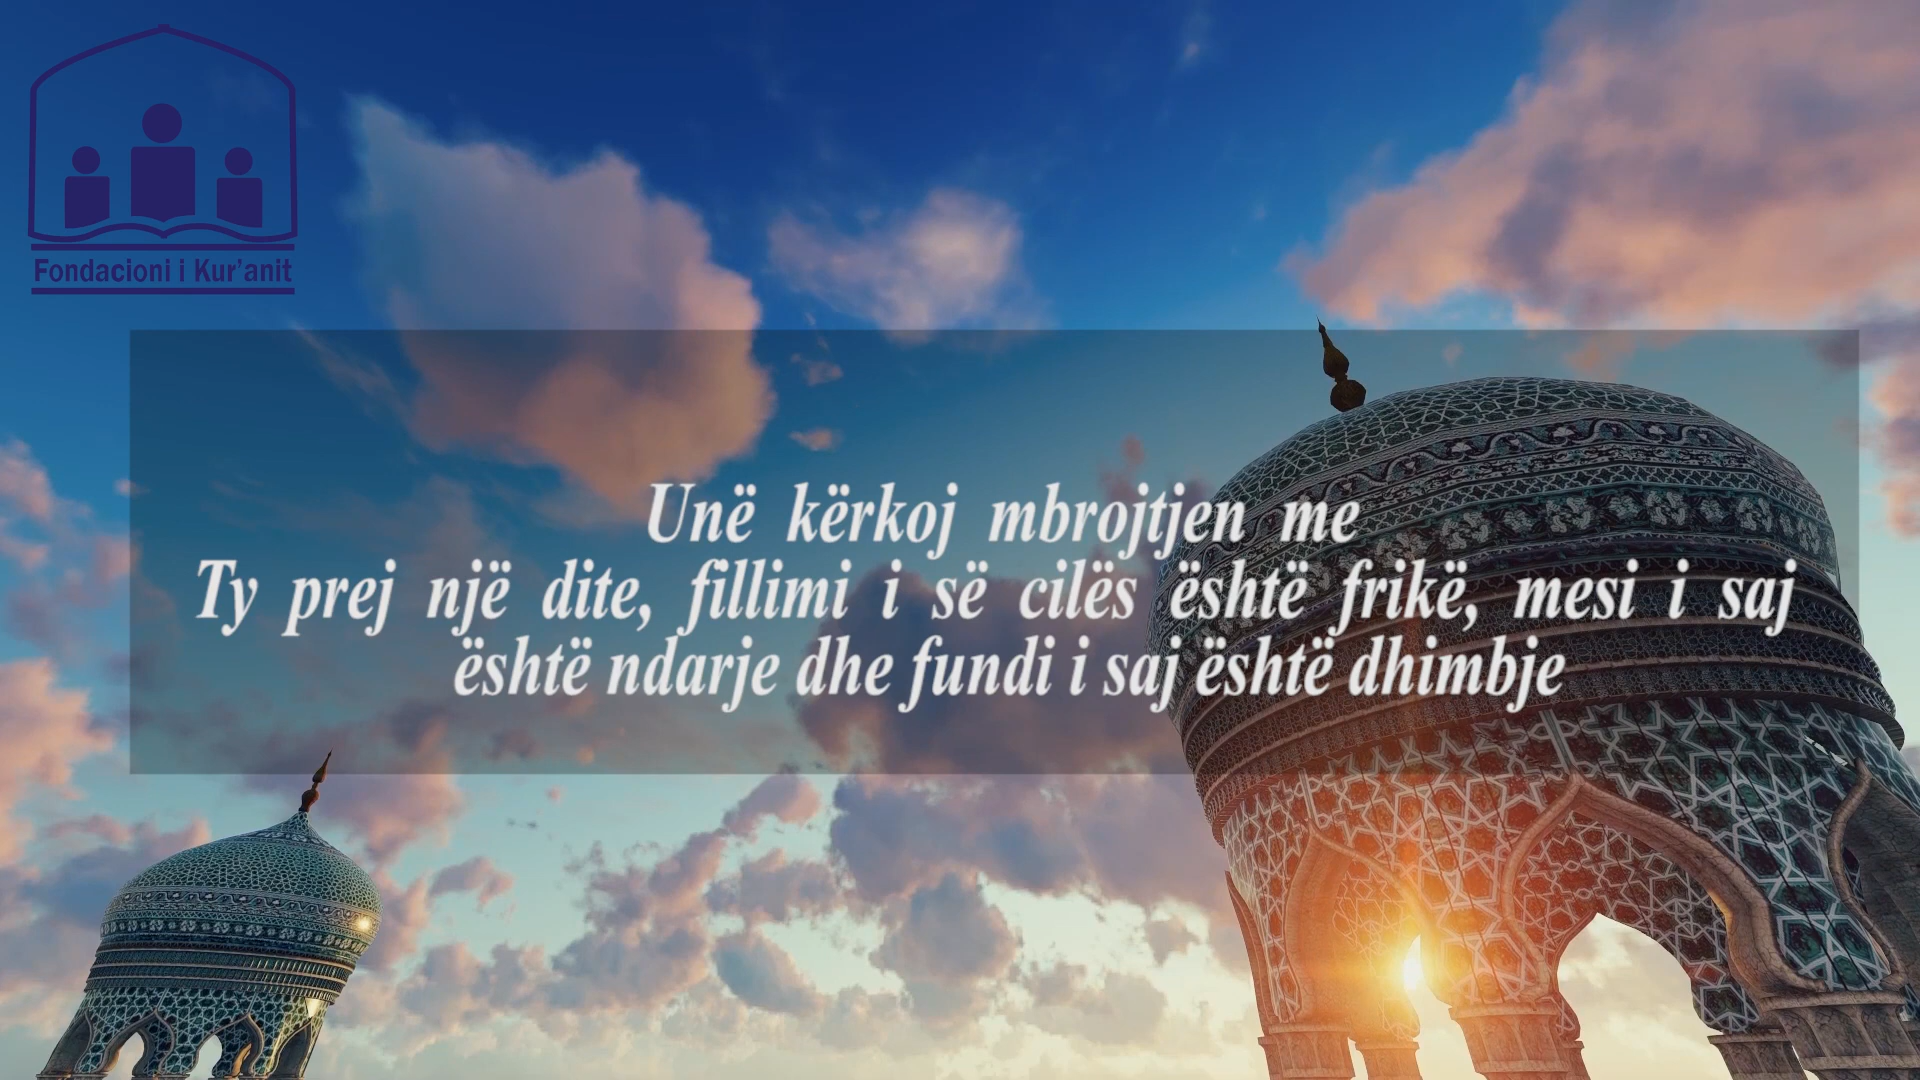 Fondacioni i Kur'anit
Unë kërkoj mbrojtjen me
Ty prej një dite, fillimi i së cilës është frikë, mesi i saj
është ndarje dhe fundi i saj është dhimbje